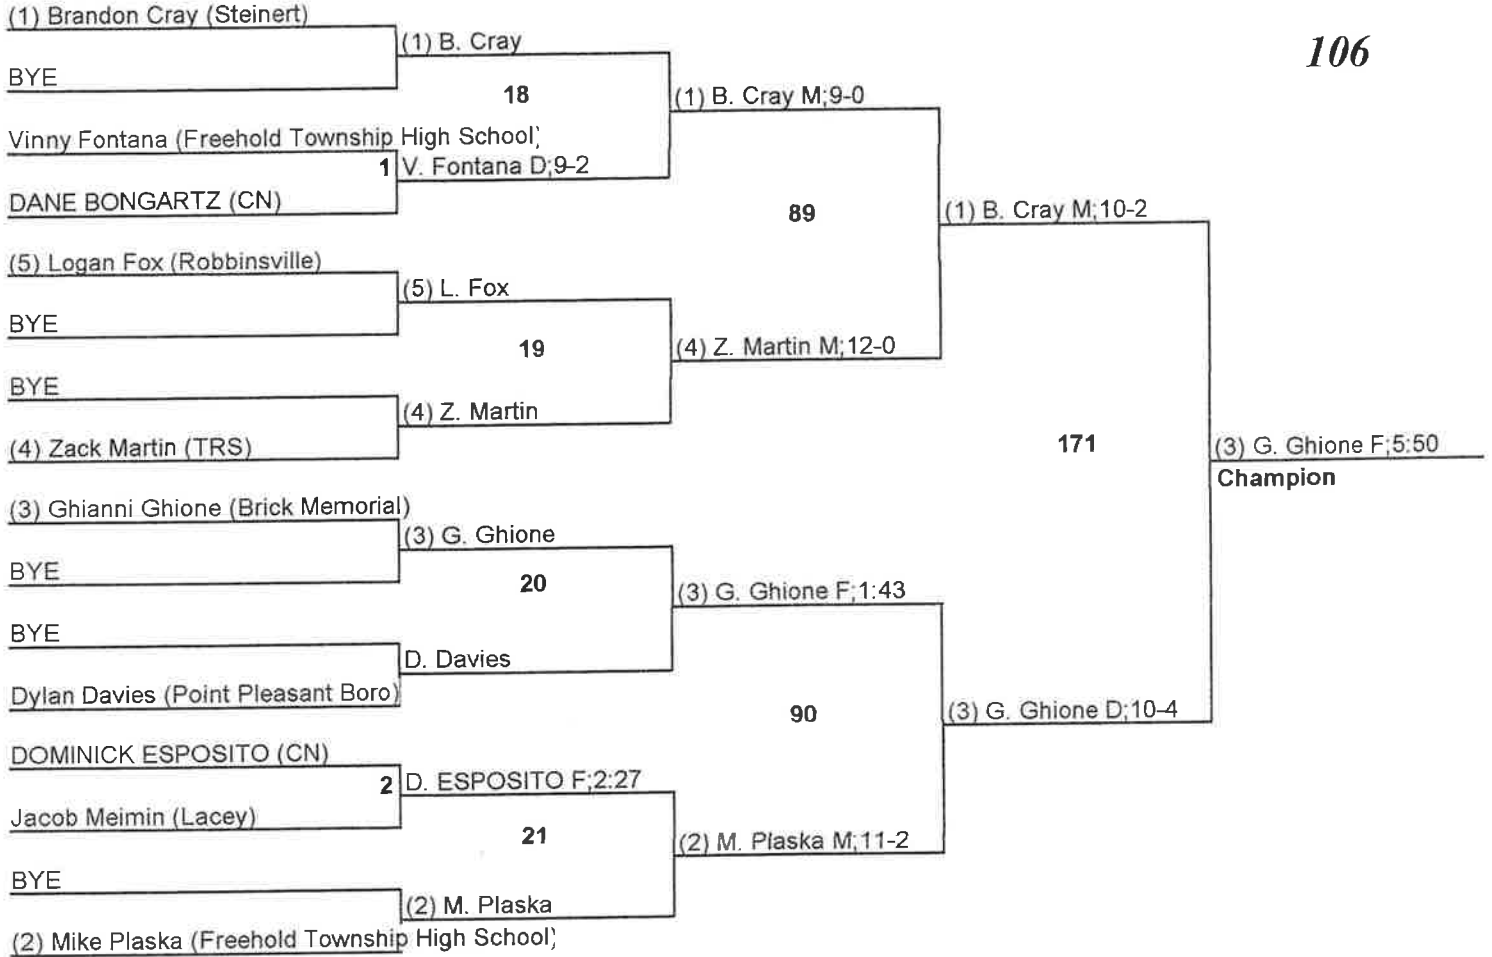 (1) Brandon Cray (Steinert)
106
(1) B. Cray
BYE
18
(1) B. Cray M;9-0
Vinny Fontana (Freehold Township High School)
1 V. Fontana D;9-2
DANE BONGARTZ (CN)
89
(1) B. Cray M;10-2
(5) Logan Fox (Robbinsville)
(5) L. Fox
BYE
19
(4) Z. Martin M;12-0
BYE
(4) Z. Martin
(4) Zack Martin (TRS)
171
(3) G. Ghione F;5:50
Champion
(3) Ghianni Ghione (Brick Memorial)
(3) G. Ghione
BYE
20
(3) G. Ghione F;1:43
BYE
D. Davies
Dylan Davies (Point Pleasant Boro)
90
(3) G. Ghione D;10-4
DOMINICK ESPOSITO (CN)
2 D. ESPOSITO F;2:27
Jacob Meimin (Lacey)
21
(2) M. Plaska M;11-2
BYE
(2) M. Plaska
(2) Mike Plaska (Freehold Township High School)